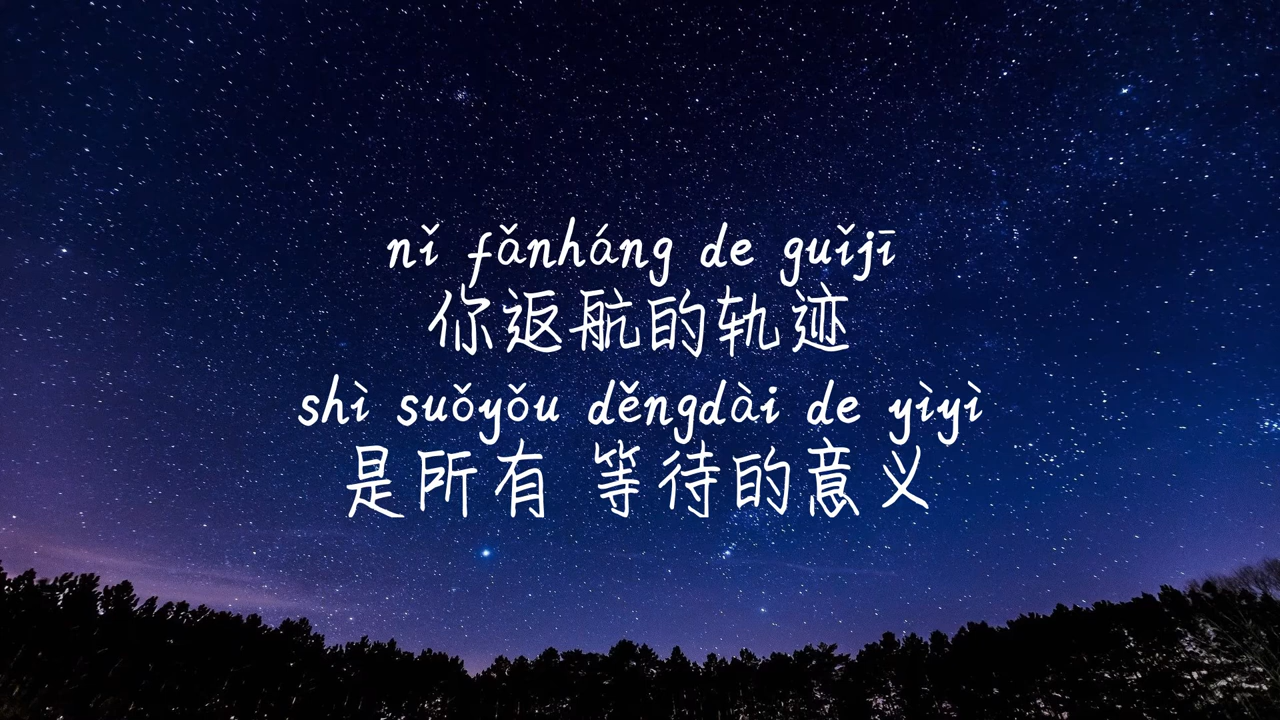 nǐ fǎnháng de guǐjī
你返航的轨迹
shì suǒyǒu děngdài de yìyì
是所有 等待的意义